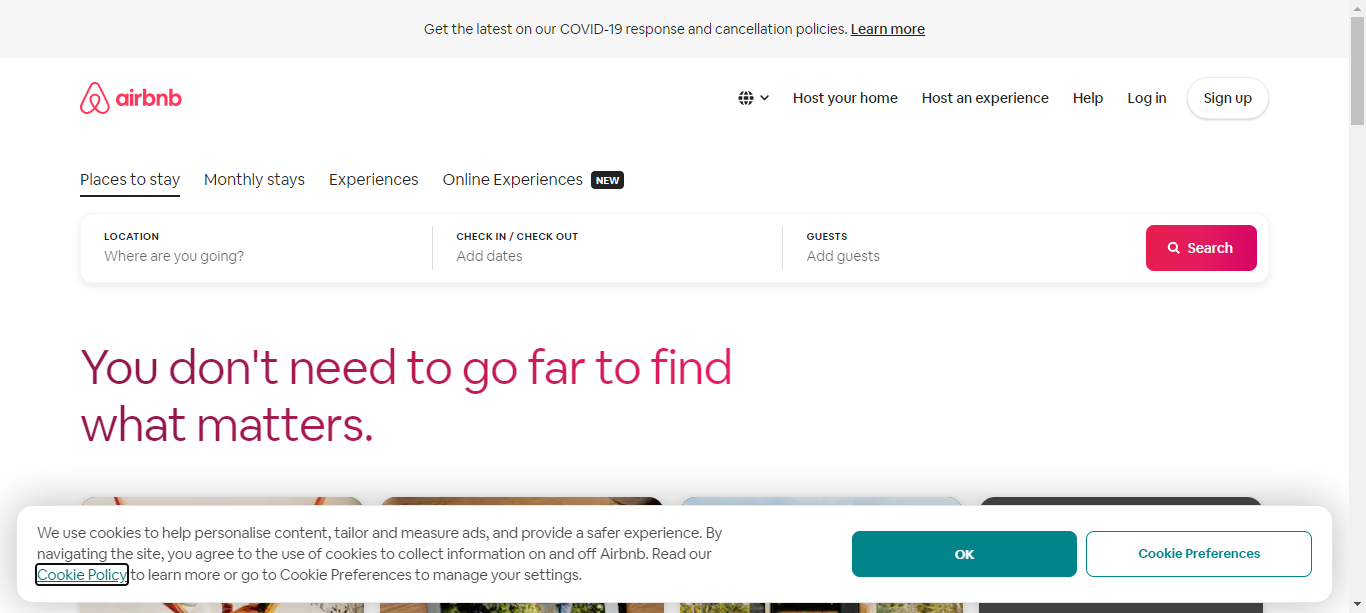 Get the latest on our COVID-19 response and cancellation policies. Learn more
airbnb
Host your home
Host an experience
Help
Log in
Sign up
Places to stay
Monthly stays
Experiences
Online Experiences NEW
LOCATION
Where are you going?
CHECK IN / CHECK OUT
Add dates
GUESTS
Add guests
Search
You don't need to go far to find
what matters.
We use cookies to help personalise content, tailor and measure ads, and provide a safer experience. By
navigating the site, you agree to the use of cookies to collect information on and off Airbnb. Read our
Cookie Policy to learn more or go to Cookie Preferences to manage your settings.
OK
Cookie Preferences